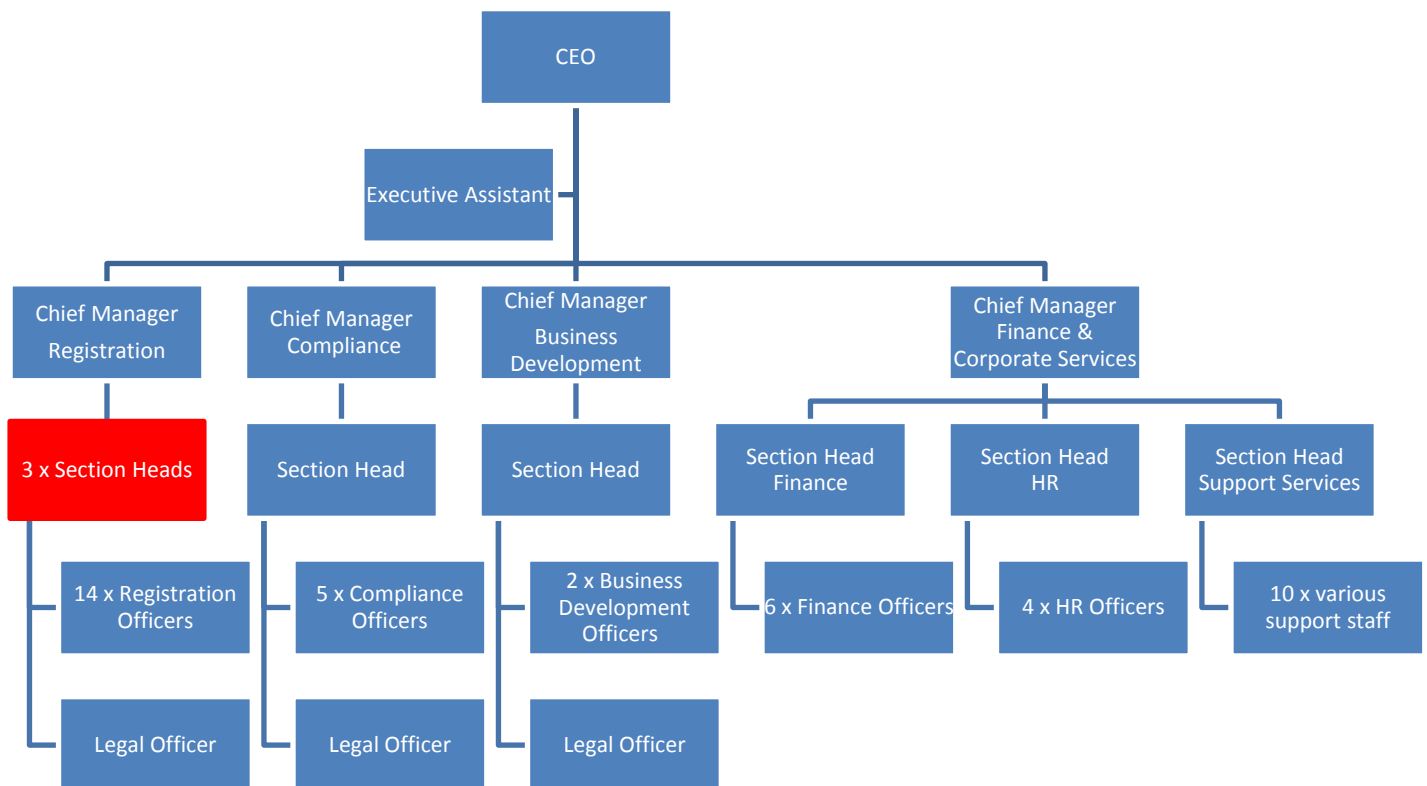 CEO
Executive Assistant
Chief Manager
Registration
Chief Manager
Compliance
Chief Manager
Business
Development
Chief Manager
Finance &
Corporate Services
3 x Section Heads
Section Head
Section Head
Section Head
Finance
Section Head
HR
Section Head
Support Services
14 x Registration
Officers
5 x Compliance
Officers
2 x Business
Development
Officers
6 x Finance Officers
4 x HR Officers
10 x various
support staff
Legal Officer
Legal Officer
Legal Officer